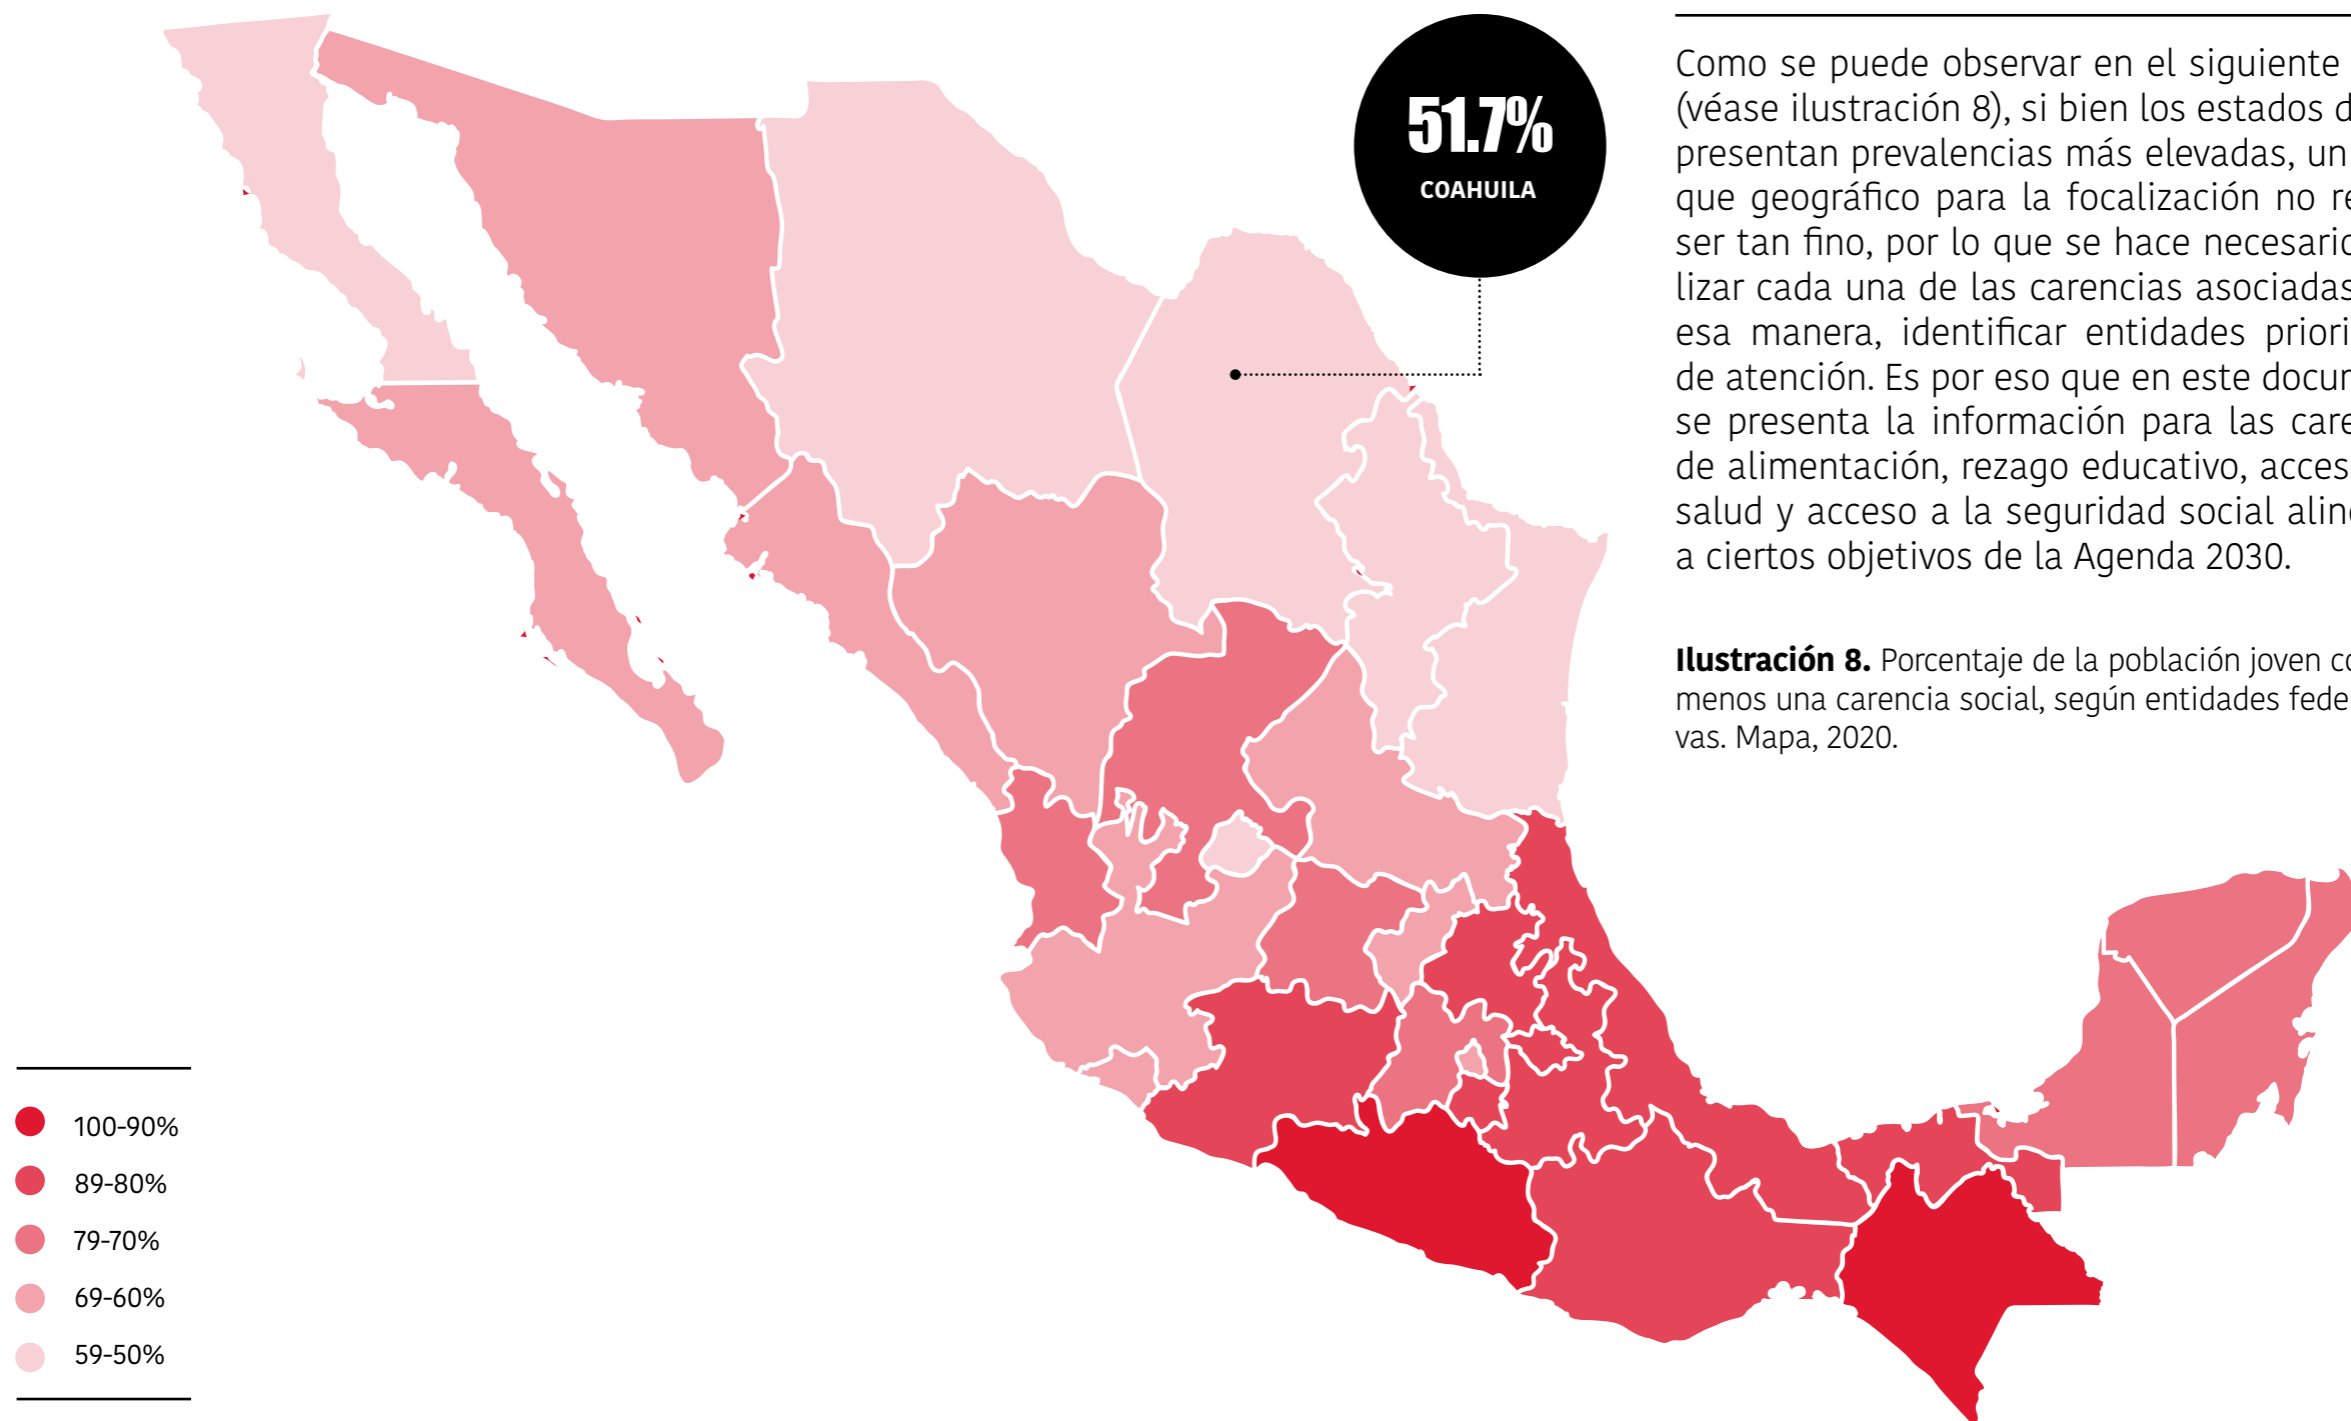 51.7%
COAHUILA
Como se puede observar en el siguiente
(véase ilustración 8), si bien los estados d
presentan prevalencias más elevadas, un
que geográfico para la focalización no re
ser tan fino, por lo que se hace necesario
lizar cada una de las carencias asociadas
esa manera, identificar entidades priori
de atención. Es por eso que en este docur
se presenta la información para las care
de alimentación, rezago educativo, acces
salud y acceso a la seguridad social aline
a ciertos objetivos de la Agenda 2030.
Ilustración 8. Porcentaje de la población joven co
menos una carencia social, según entidades fede
vas. Mapa, 2020.
100-90%
89-80%
79-70%
69-60%
59-50%